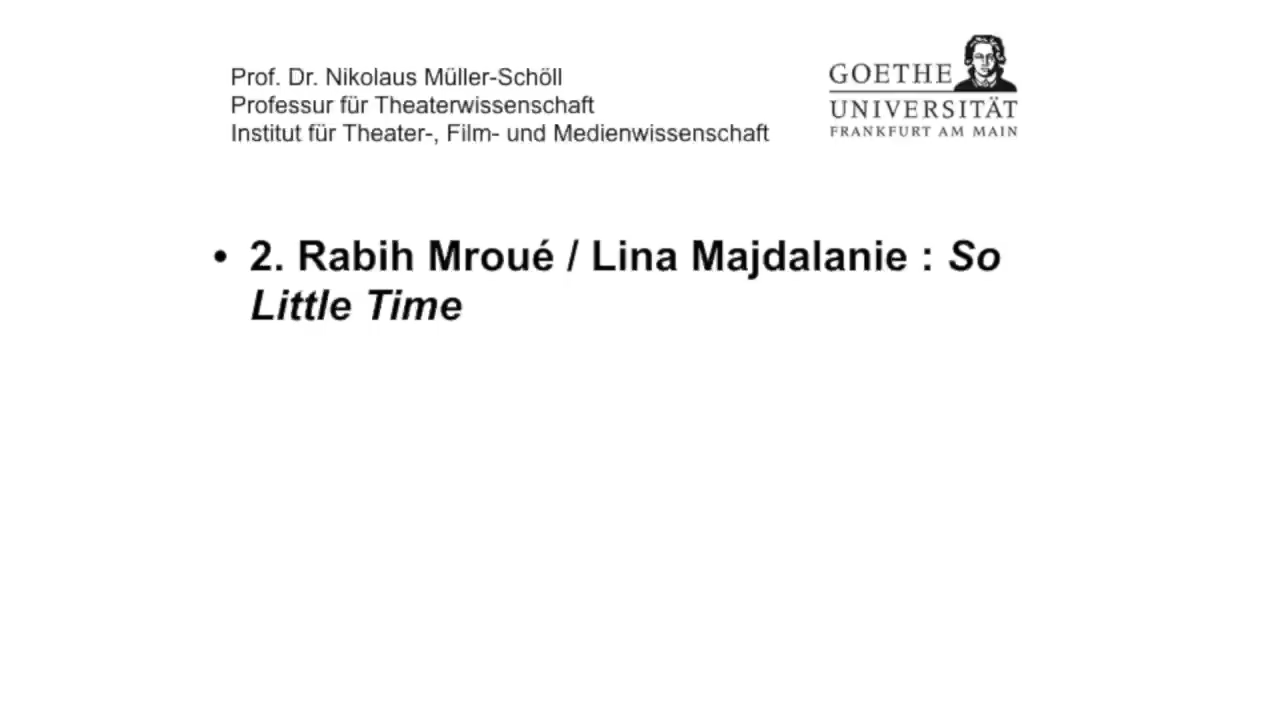 Prof. Dr. Nikolaus Müller-Schöll
Professur für Theaterwissenschaft
Institut für Theater-, Film- und Medienwissenschaft
GOETHE
UNIVERSITÄT
FRANKFURT AM MAIN
• 2. Rabih Mroué / Lina Majdalanie : So
Little Time